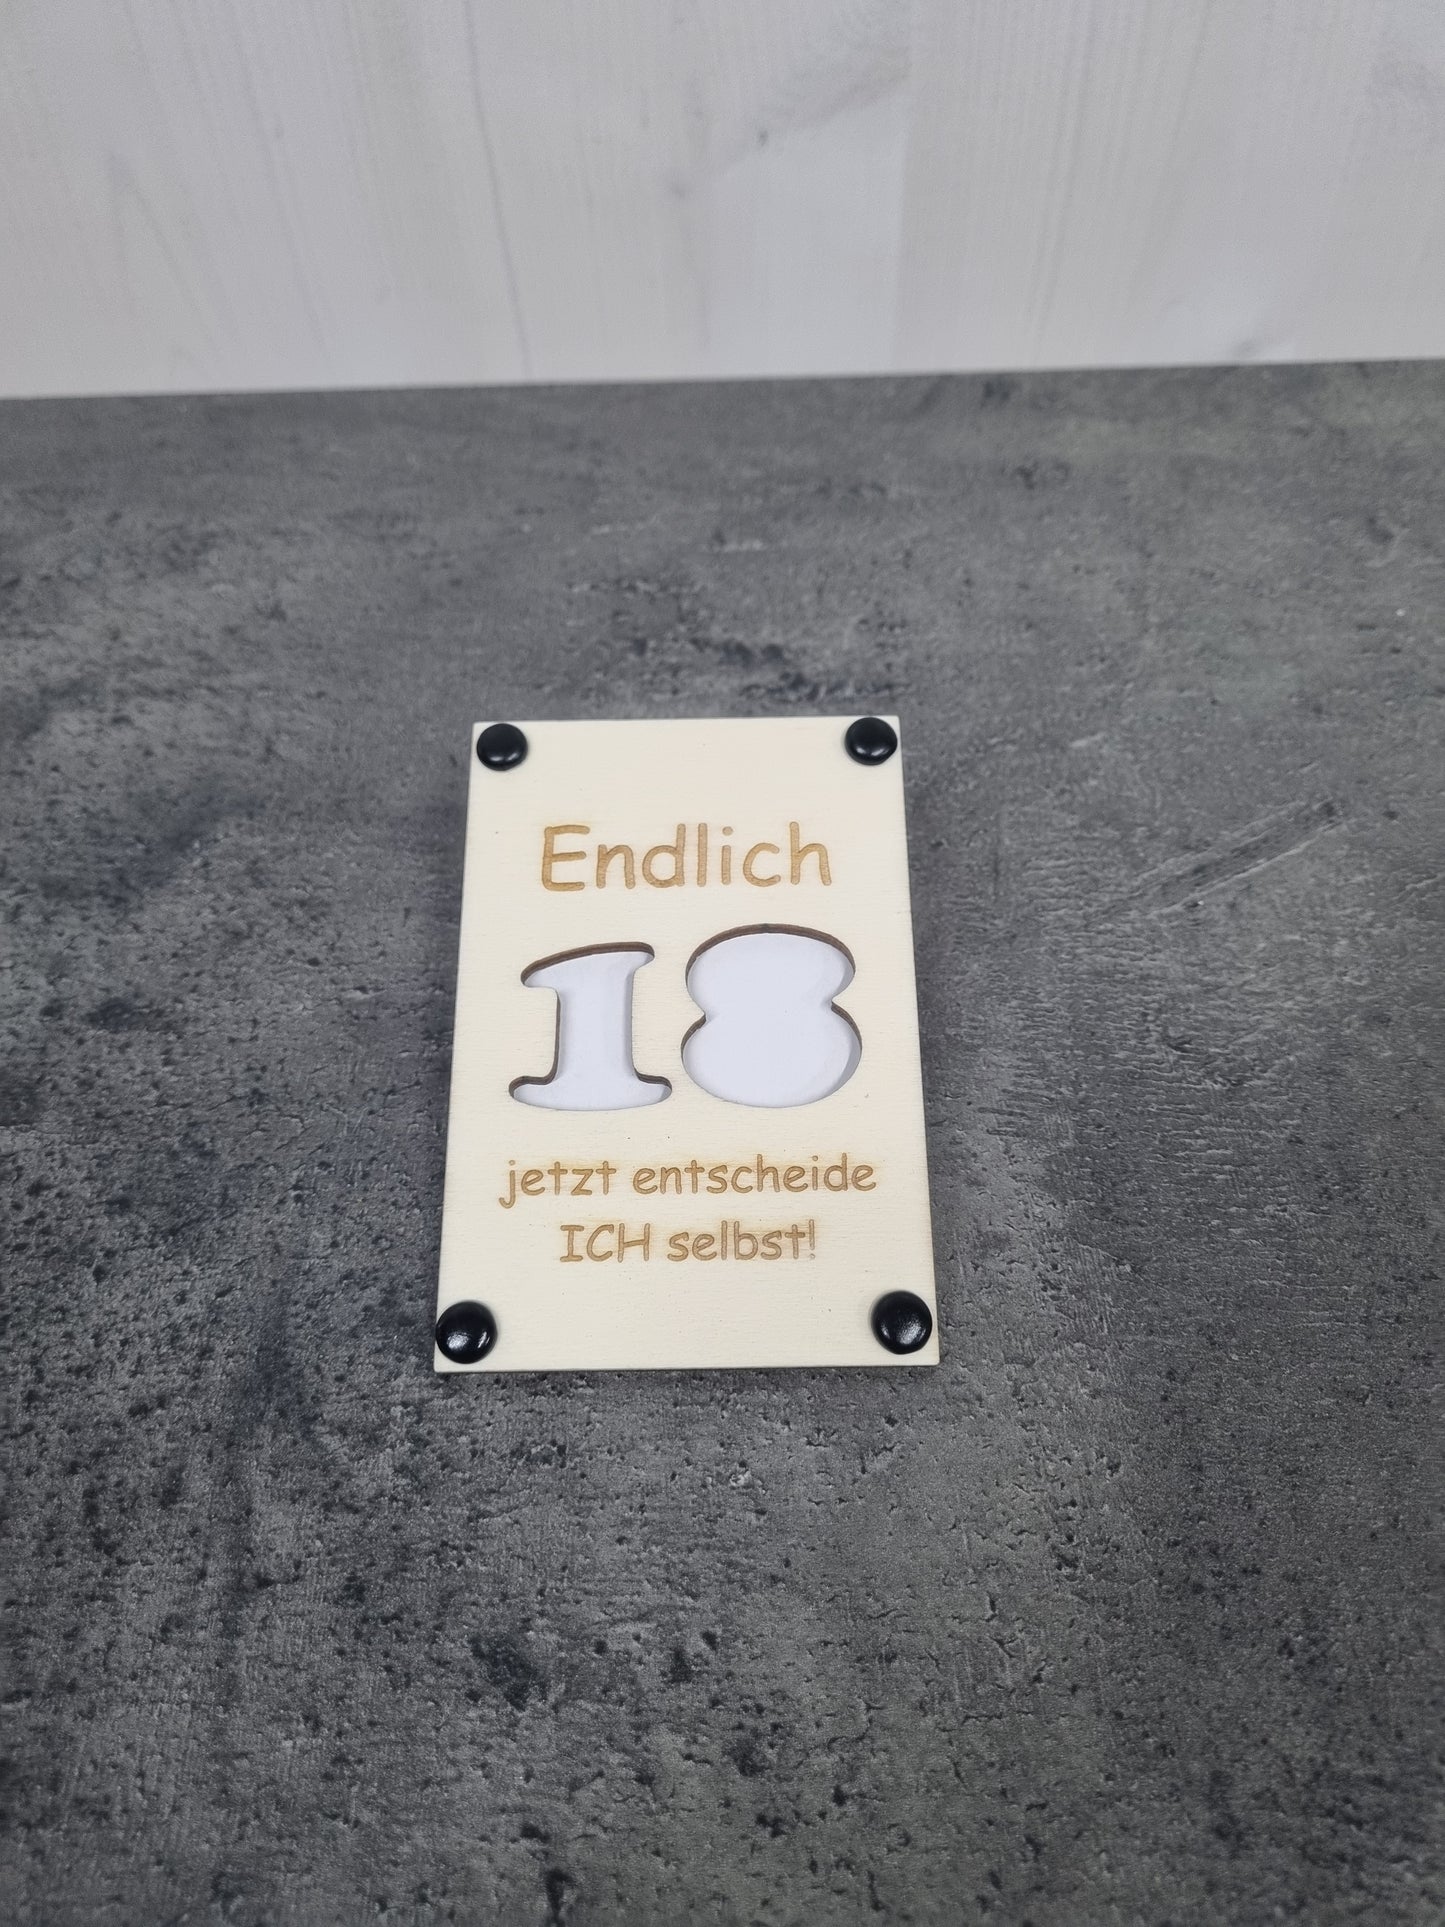 Endlich
18
jetzt entscheide
ICH selbst!